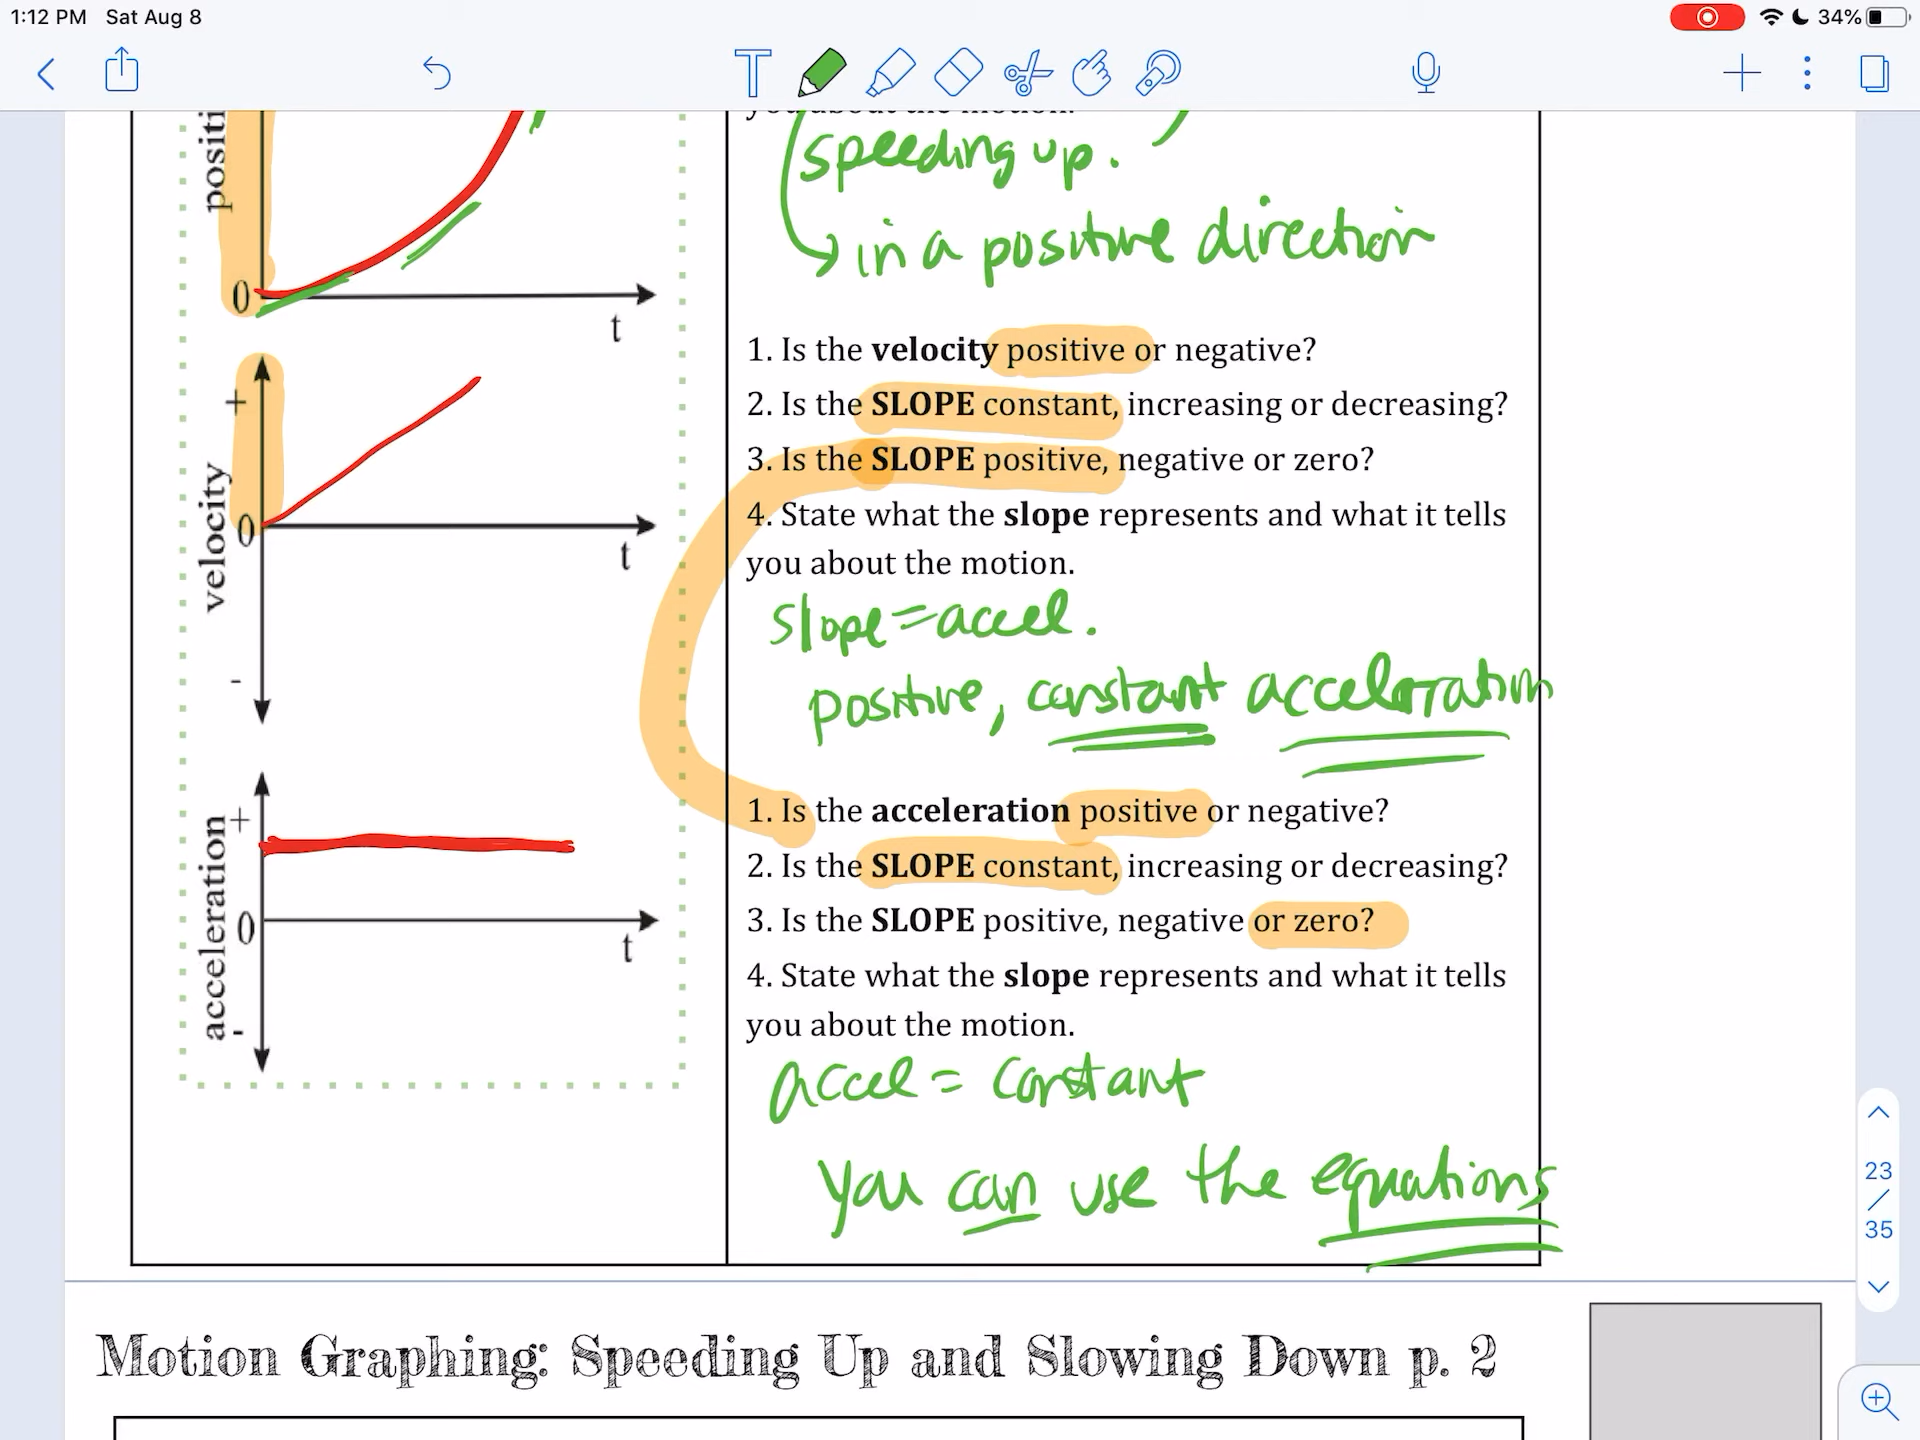 1:12 PM Sat Aug 8
34%
T
you about the motion.
speeding up.
in a positive direction
positi
0
t
1. Is the velocity positive or negative?
2. Is the SLOPE constant, increasing or decreasing?
3. Is the SLOPE positive, negative or zero?
4. State what the slope represents and what it tells
you about the motion.
velocity
+
0
-
t
slope = accel.
positive, constant acceleration
1. Is the acceleration positive or negative?
2. Is the SLOPE constant, increasing or decreasing?
3. Is the SLOPE positive, negative or zero?
4. State what the slope represents and what it tells
you about the motion.
acceleration
+
0
-
t
accel = constant
you can use the equations
23
/
35
Motion Graphing: Speeding Up and Slowing Down p. 2